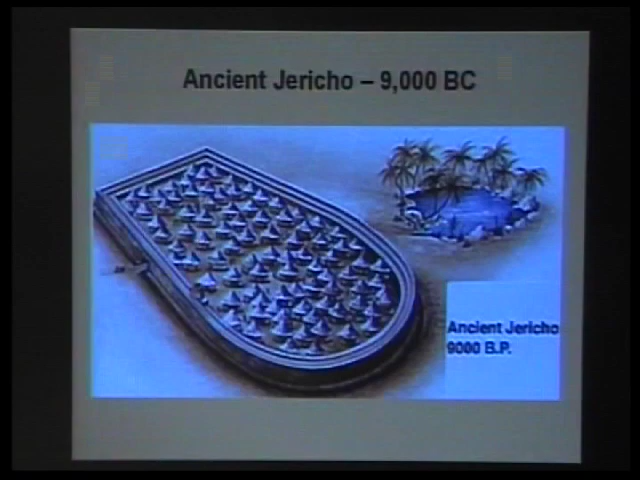 Ancient Jericho – 9,000 BC
Ancient Jericho
9000 B.P.